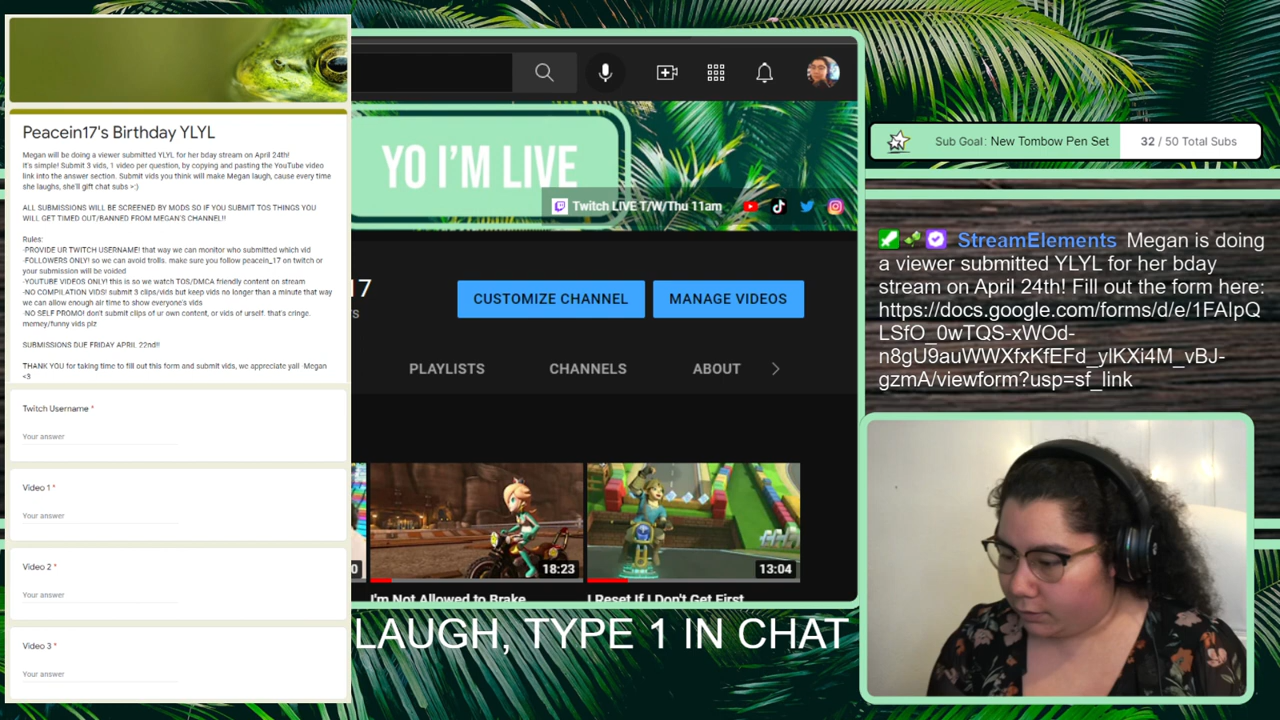 Peacein17's Birthday YLYL
Megan will be doing a viewer submitted YLYL for her bday stream on April 24th!
It's simple! Submit 3 vids, 1 video per question, by copying and pasting the YouTube video
link into the answer section. Submit vids you think will make Megan laugh, cause every time
she laughs, she'll gift chat subs >:)
ALL SUBMISSIONS WILL BE SCREENED BY MODS SO IF YOU SUBMIT TOS THINGS YOU
WILL GET TIMED OUT/BANNED FROM MEGAN'S CHANNEL!!
Rules:
-PROVIDE UR TWITCH USERNAME! that way we can monitor who submitted which vid
-FOLLOWERS ONLY! so we can avoid trolls. make sure you follow peacein_17 on twitch or
your submission will be voided
-YOUTUBE VIDEOS ONLY! this is so we watch TOS/DMCA friendly content on stream
-NO COMPILATION VIDS! submit 3 clips/vids but keep vids no longer than a minute that way
we can allow enough air time to show everyone's vids
-NO SELF PROMO! don't submit clips of ur own content, or vids of urself. that's cringe.
memey/funny vids plz
SUBMISSIONS DUE FRIDAY APRIL 22nd!!
THANK YOU for taking time to fill out this form and submit vids, we appreciate yall -Megan
<3
Twitch Username *
Your answer
Video 1 *
Your answer
Video 2 *
Your answer
Video 3 *
Your answer
YO I'M LIVE
Twitch LIVE T/W/Thu 11am
17
CUSTOMIZE CHANNEL
MANAGE VIDEOS
PLAYLISTS
CHANNELS
ABOUT
18:23
13:04
I'm Not Allowed to Brake
I Reset If I Don't Get First
LAUGH, TYPE 1 IN CHAT
Sub Goal: New Tombow Pen Set
32 / 50 Total Subs
StreamElements Megan is doing
a viewer submitted YLYL for her bday
stream on April 24th! Fill out the form here:
https://docs.google.com/forms/d/e/1FAIpQ
LSfO_0wTQS-xWOd-
n8gU9auWWXfxKfEFd_ylKXi4M_vBJ-
gzmA/viewform?usp=sf_link